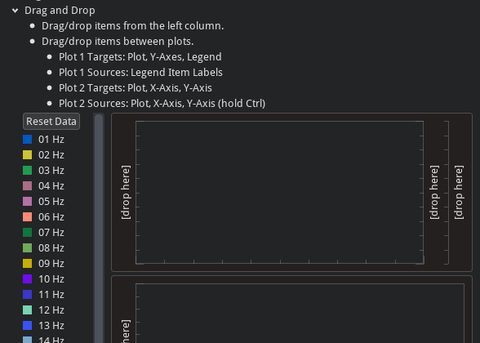 Drag and Drop
Drag/drop items from the left column.
Drag/drop items between plots.
Plot 1 Targets: Plot, Y-Axes, Legend
Plot 1 Sources: Legend Item Labels
Plot 2 Targets: Plot, X-Axis, Y-Axis
Plot 2 Sources: Plot, X-Axis, Y-Axis (hold Ctrl)
Reset Data
01 Hz
02 Hz
03 Hz
04 Hz
05 Hz
06 Hz
07 Hz
08 Hz
09 Hz
10 Hz
11 Hz
12 Hz
13 Hz
14 Hz
[drop here]
[drop here]
[drop here]
here]